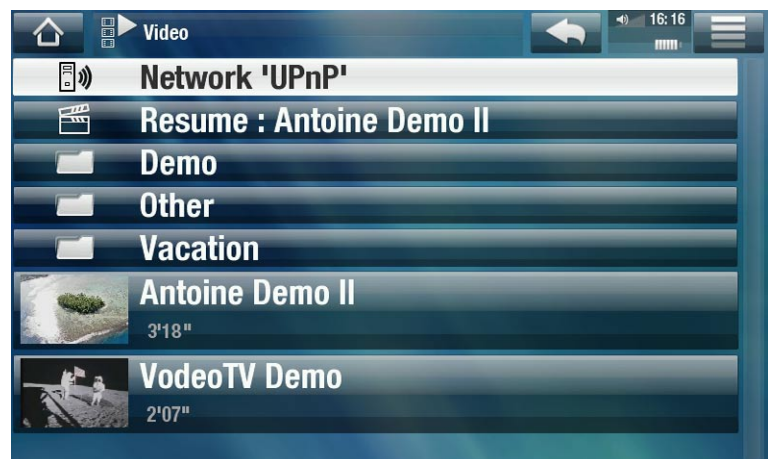 Video
16:16
Network 'UPnP'
Resume : Antoine Demo II
Demo
Other
Vacation
Antoine Demo II
3'18"
VodeoTV Demo
2'07"